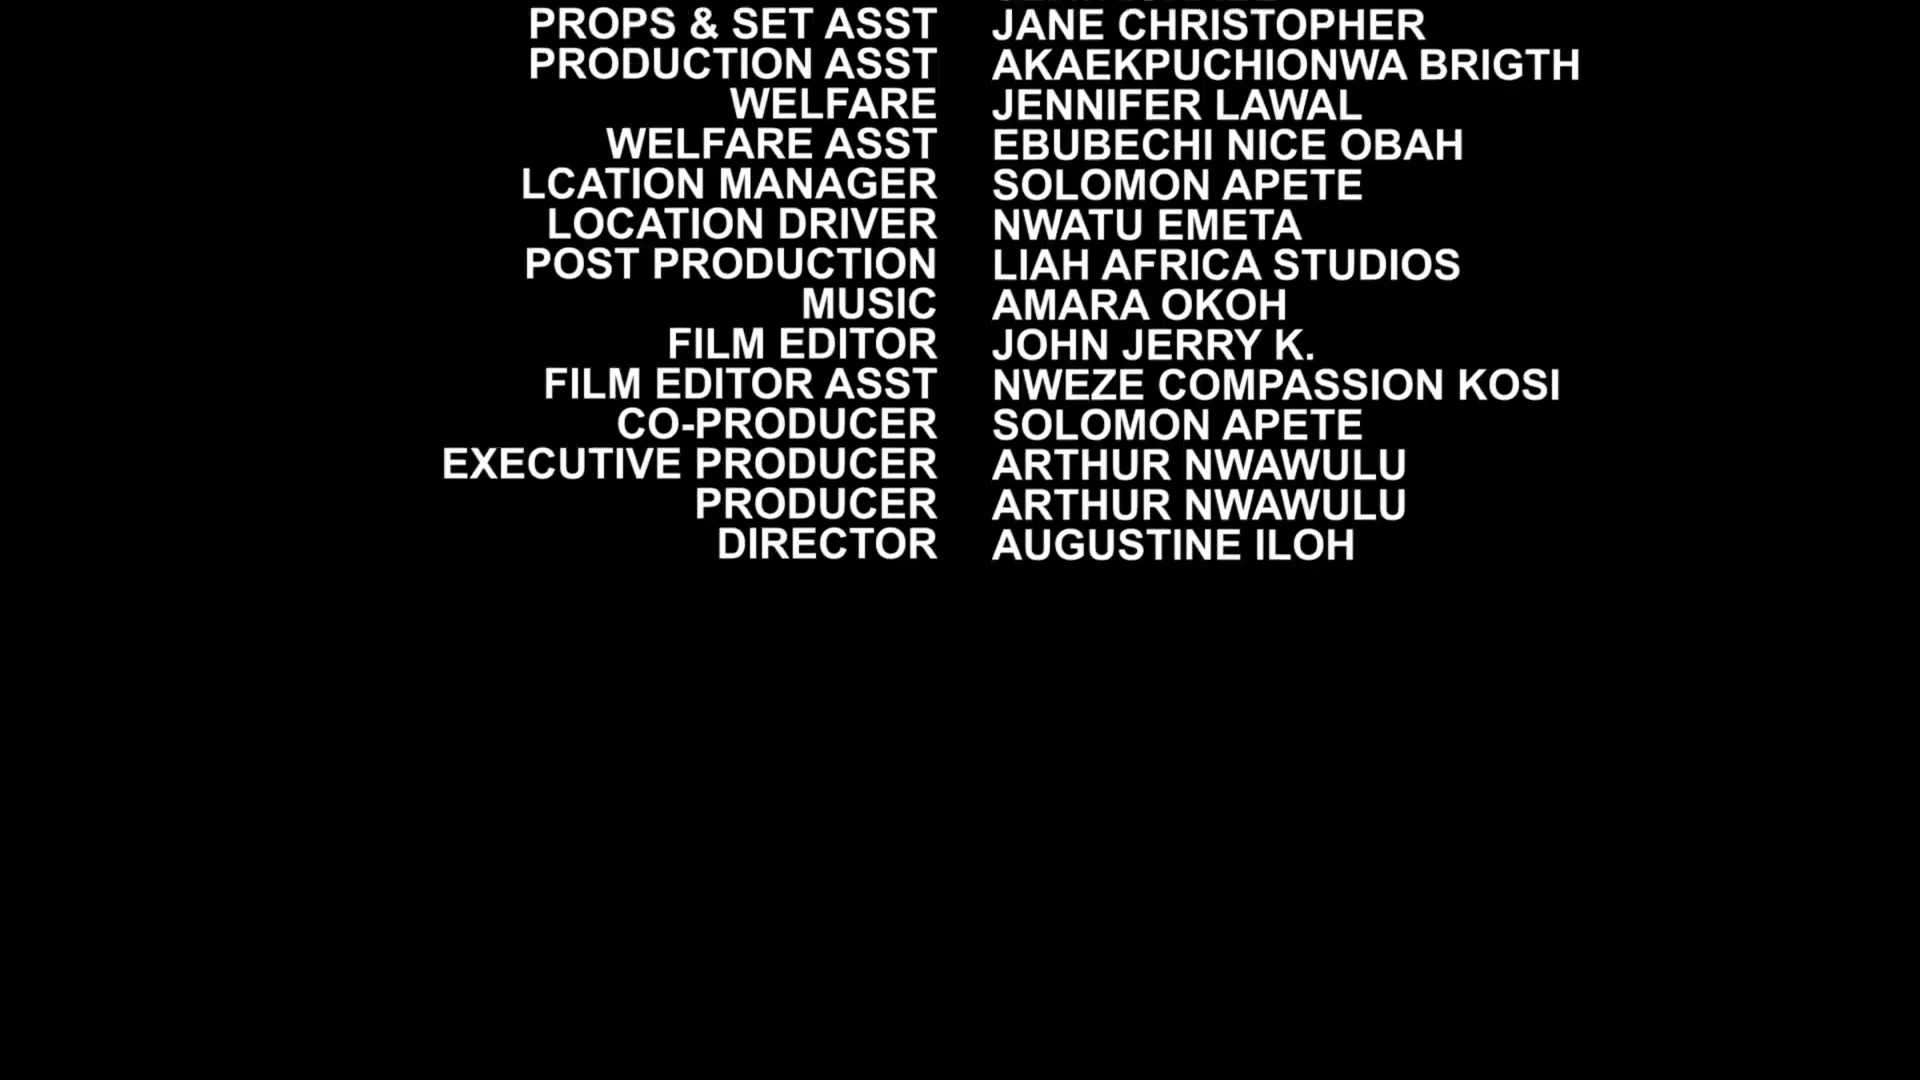 PROPS & SET ASST JANE CHRISTOPHER
PRODUCTION ASST AKAEKPUCHIONWA BRIGTH
WELFARE JENNIFER LAWAL
WELFARE ASST EBUBECHI NICE OBAH
LCATION MANAGER SOLOMON APETE
LOCATION DRIVER NWATU EMETA
POST PRODUCTION LIAH AFRICA STUDIOS
MUSIC AMARA OKOH
FILM EDITOR JOHN JERRY K.
FILM EDITOR ASST NWEZE COMPASSION KOSI
CO-PRODUCER SOLOMON APETE
EXECUTIVE PRODUCER ARTHUR NWAWULU
PRODUCER ARTHUR NWAWULU
DIRECTOR AUGUSTINE ILOH